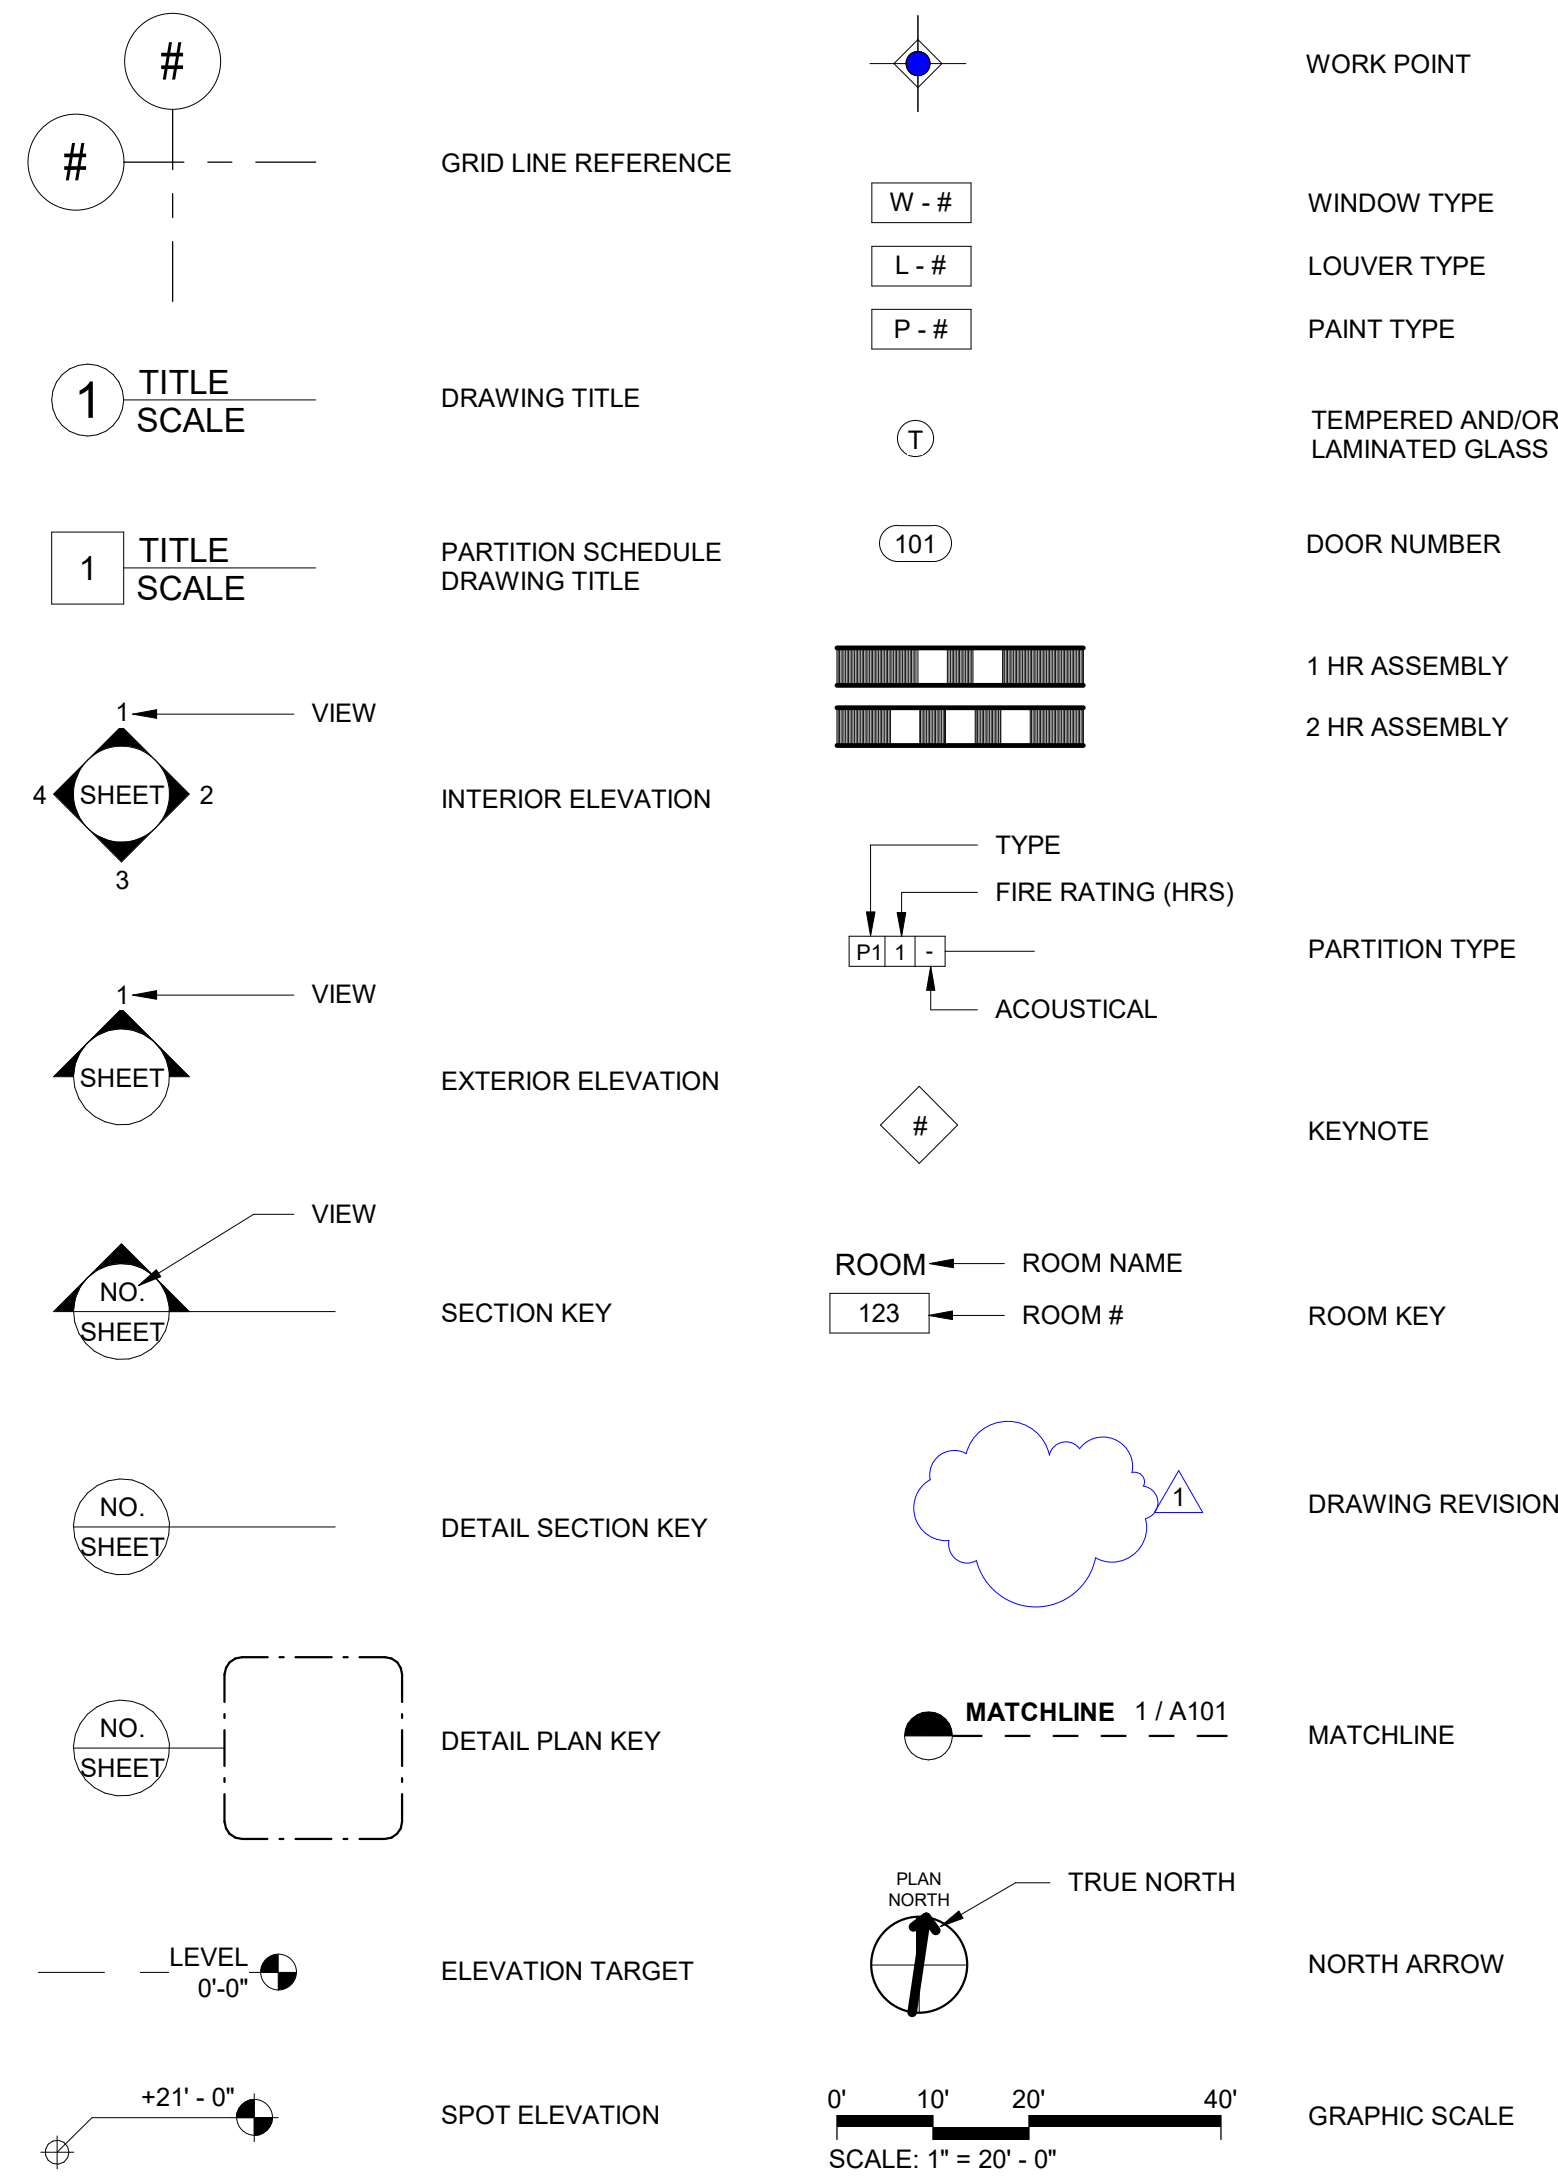 #
#
GRID LINE REFERENCE
1
TITLE
SCALE
DRAWING TITLE
1
TITLE
SCALE
PARTITION SCHEDULE
DRAWING TITLE
1
VIEW
4
SHEET
2
3
INTERIOR ELEVATION
1
VIEW
SHEET
EXTERIOR ELEVATION
VIEW
NO.
SHEET
SECTION KEY
NO.
SHEET
DETAIL SECTION KEY
NO.
SHEET
DETAIL PLAN KEY
LEVEL
0'-0"
ELEVATION TARGET
+21' - 0"
SPOT ELEVATION
WORK POINT
W - #
WINDOW TYPE
L - #
LOUVER TYPE
P - #
PAINT TYPE
T
TEMPERED AND/OR
LAMINATED GLASS
101
DOOR NUMBER
1 HR ASSEMBLY
2 HR ASSEMBLY
TYPE
FIRE RATING (HRS)
P1 1 -
PARTITION TYPE
ACOUSTICAL
#
KEYNOTE
ROOM
ROOM NAME
123
ROOM #
ROOM KEY
1
DRAWING REVISION
MATCHLINE 1 / A101
MATCHLINE
PLAN
NORTH
TRUE NORTH
NORTH ARROW
0' 10' 20' 40'
SCALE: 1" = 20' - 0"
GRAPHIC SCALE